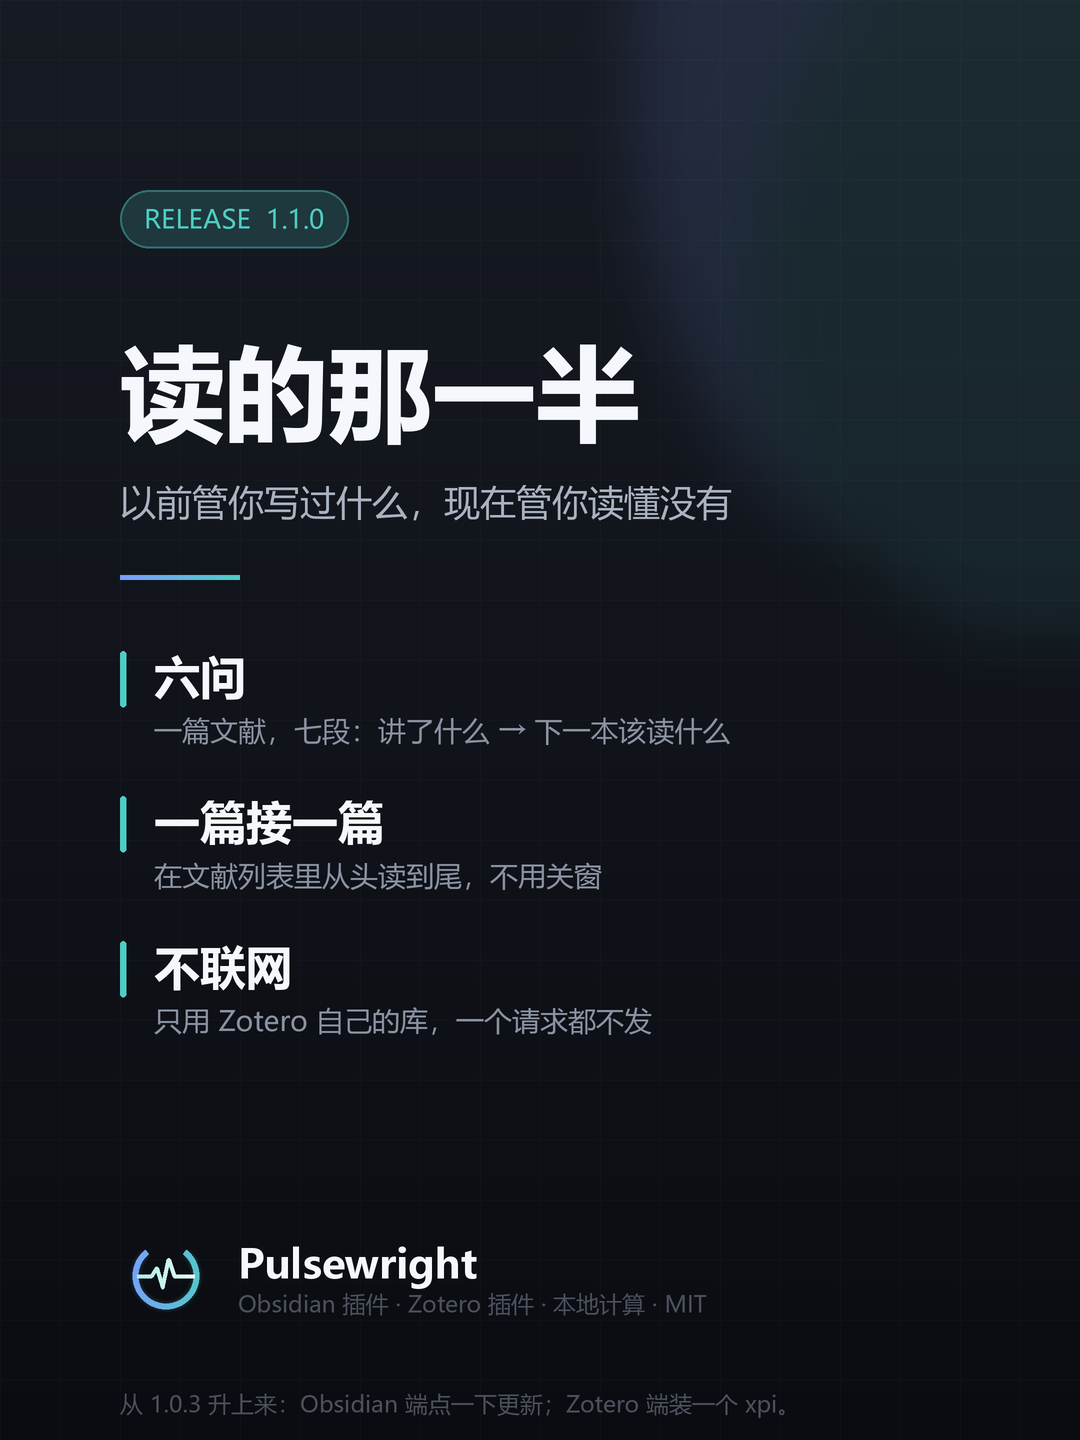 RELEASE 1.1.0
读的那一半
以前管你写过什么，现在管你读懂没有
六问
一篇文献，七段：讲了什么 → 下一本该读什么
一篇接一篇
在文献列表里从头读到尾，不用关窗
不联网
只用 Zotero 自己的库，一个请求都不发
Pulsewright
Obsidian 插件 · Zotero 插件 · 本地计算 · MIT
从 1.0.3 升上来：Obsidian 端点一下更新；Zotero 端装一个 xpi。